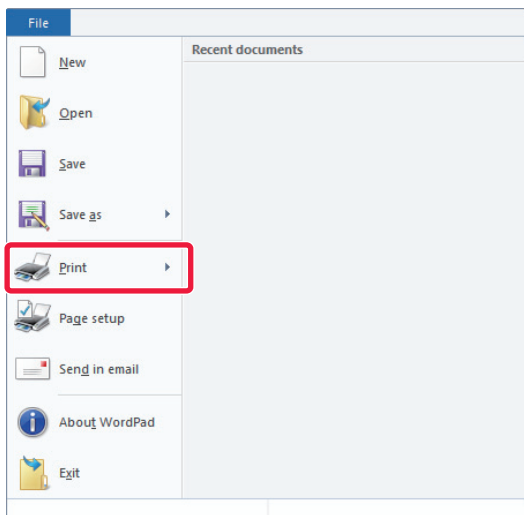 File
Recent documents
New
Open
Save
Save as
Print
Page setup
Send in email
About WordPad
Exit